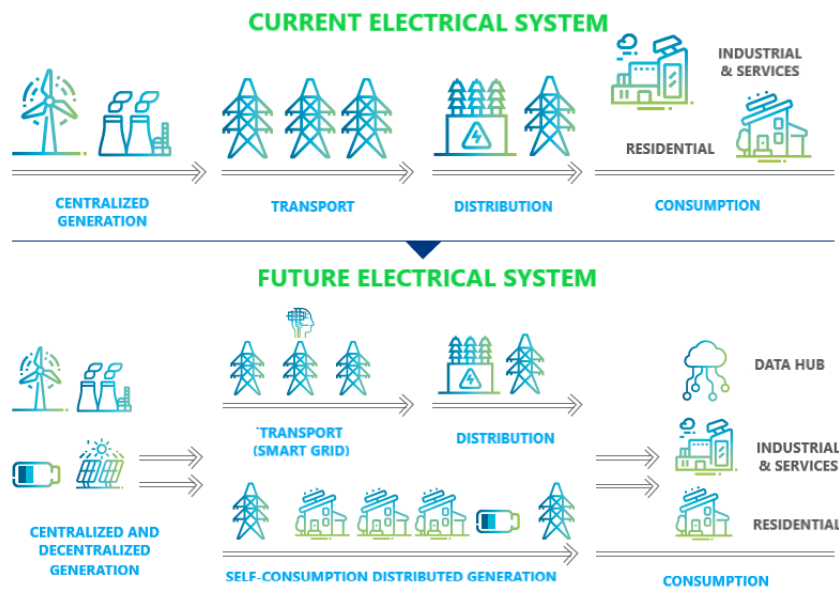 CURRENT ELECTRICAL SYSTEM
INDUSTRIAL
& SERVICES
RESIDENTIAL
CENTRALIZED
GENERATION
TRANSPORT
DISTRIBUTION
CONSUMPTION
FUTURE ELECTRICAL SYSTEM
DATA HUB
TRANSPORT
(SMART GRID)
DISTRIBUTION
INDUSTRIAL
& SERVICES
CENTRALIZED AND
DECENTRALIZED
GENERATION
RESIDENTIAL
SELF-CONSUMPTION DISTRIBUTED GENERATION
CONSUMPTION